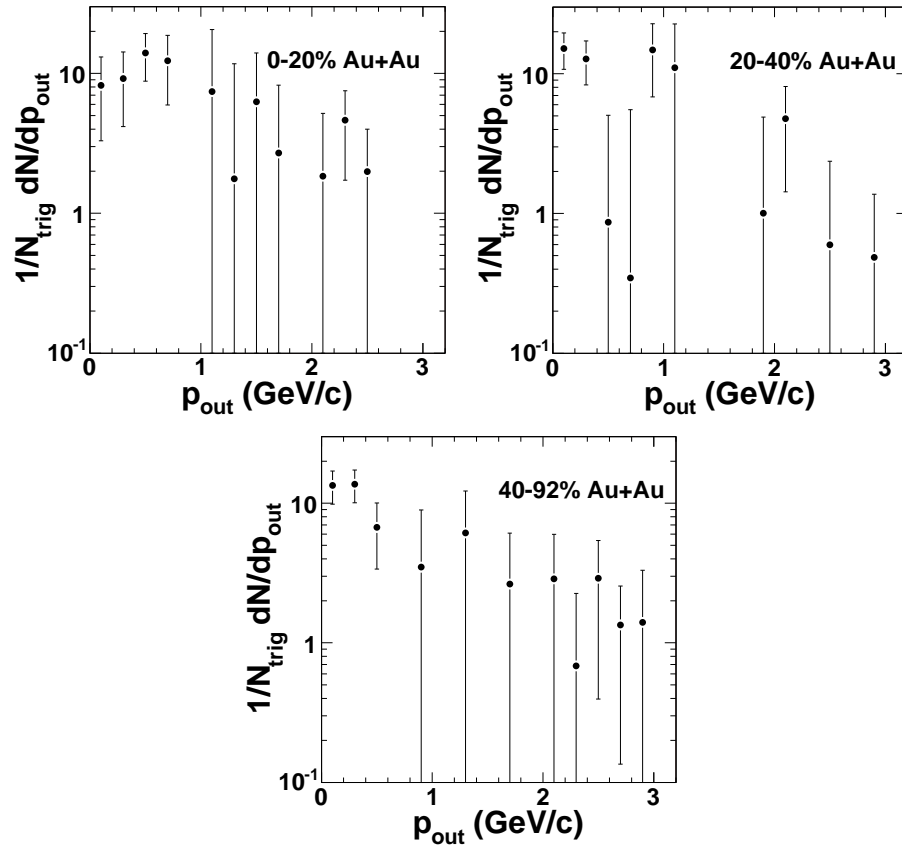 0-20% Au+Au
1/N_trig dN/dp_out
10
1
10^-1
0 1 2 3
p_out (GeV/c)
20-40% Au+Au
1/N_trig dN/dp_out
10
1
10^-1
0 1 2 3
p_out (GeV/c)
40-92% Au+Au
1/N_trig dN/dp_out
10
1
10^-1
0 1 2 3
p_out (GeV/c)